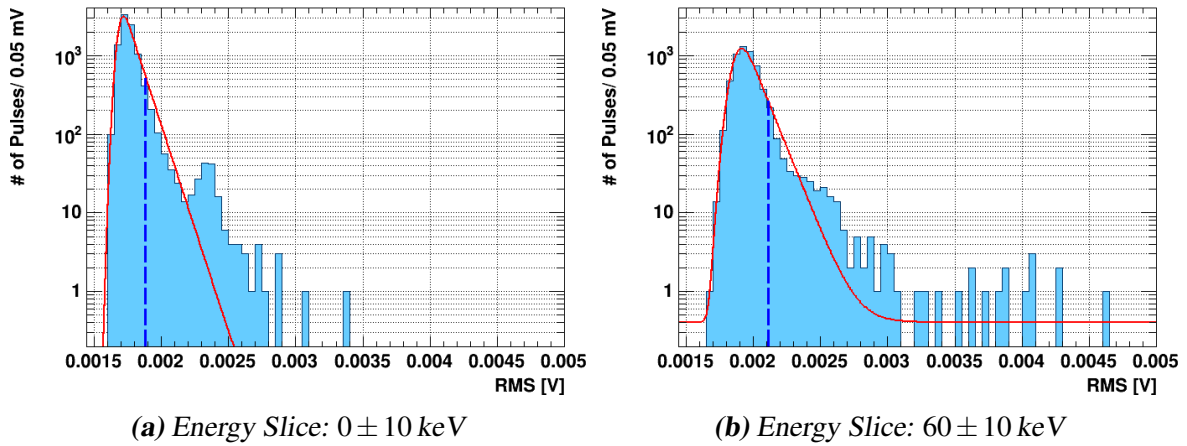 # of Pulses/ 0.05 mV
10³
10²
10
1
0.0015 0.002 0.0025 0.003 0.0035 0.004 0.0045 0.005
RMS [V]
(a) Energy Slice: 0 ± 10 keV
# of Pulses/ 0.05 mV
10³
10²
10
1
0.0015 0.002 0.0025 0.003 0.0035 0.004 0.0045 0.005
RMS [V]
(b) Energy Slice: 60 ± 10 keV